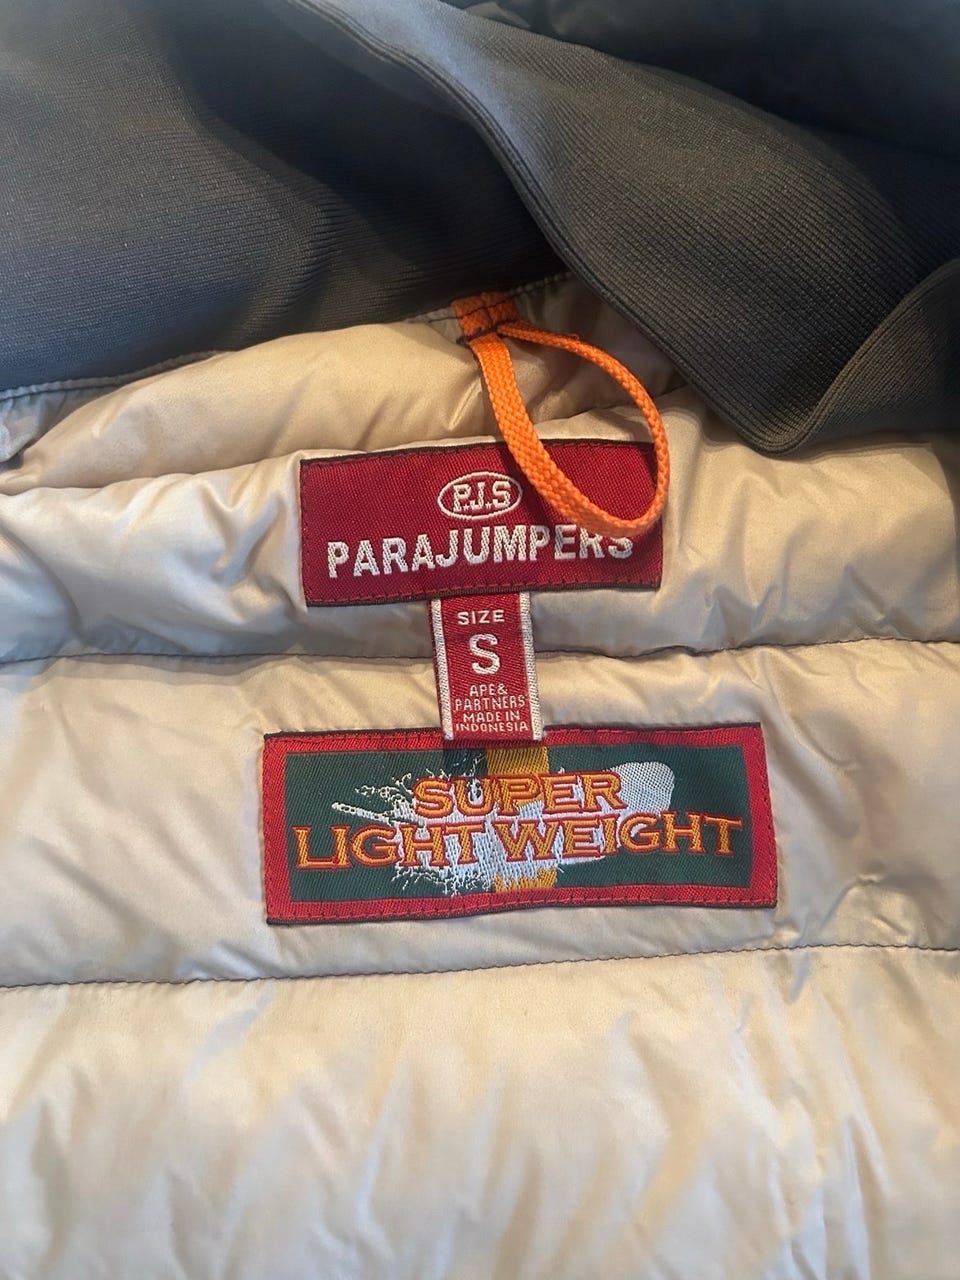 P.J.S
PARAJUMPERS
SIZE
S
APE&
PARTNERS
MADE IN
INDONESIA
SUPER
LIGHT WEIGHT